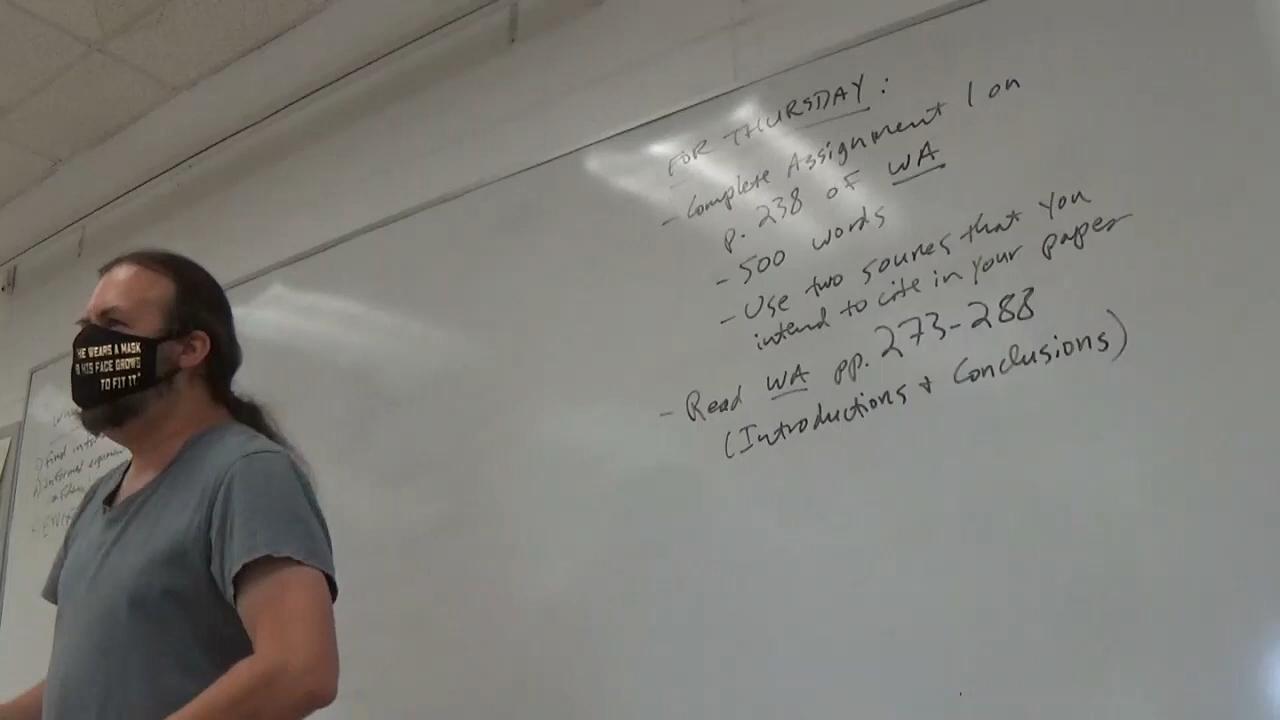 FOR THURSDAY:
- Complete Assignment 1 on
p. 238 of WA
- 500 words
- Use two sources that you
intend to cite in your paper
- Read WA pp. 273-288
(Introductions & Conclusions)
HE WEARS A MASK
HIS FACE GROWS
TO FIT IT"